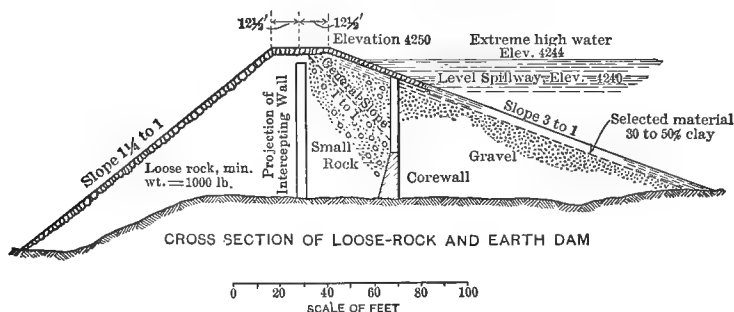 12½' 12½'
Elevation 4250
Extreme high water
Elev. 4244
Level Spillway-Elev.-4240
Slope 1¼ to 1
General Slope
1 to 1
Slope 3 to 1
Selected material
30 to 50% clay
Projection of
Intercepting Wall
Loose rock, min.
wt.=1000 lb.
Small
Rock
Gravel
Corewall
CROSS SECTION OF LOOSE-ROCK AND EARTH DAM
0 20 40 60 80 100
SCALE OF FEET